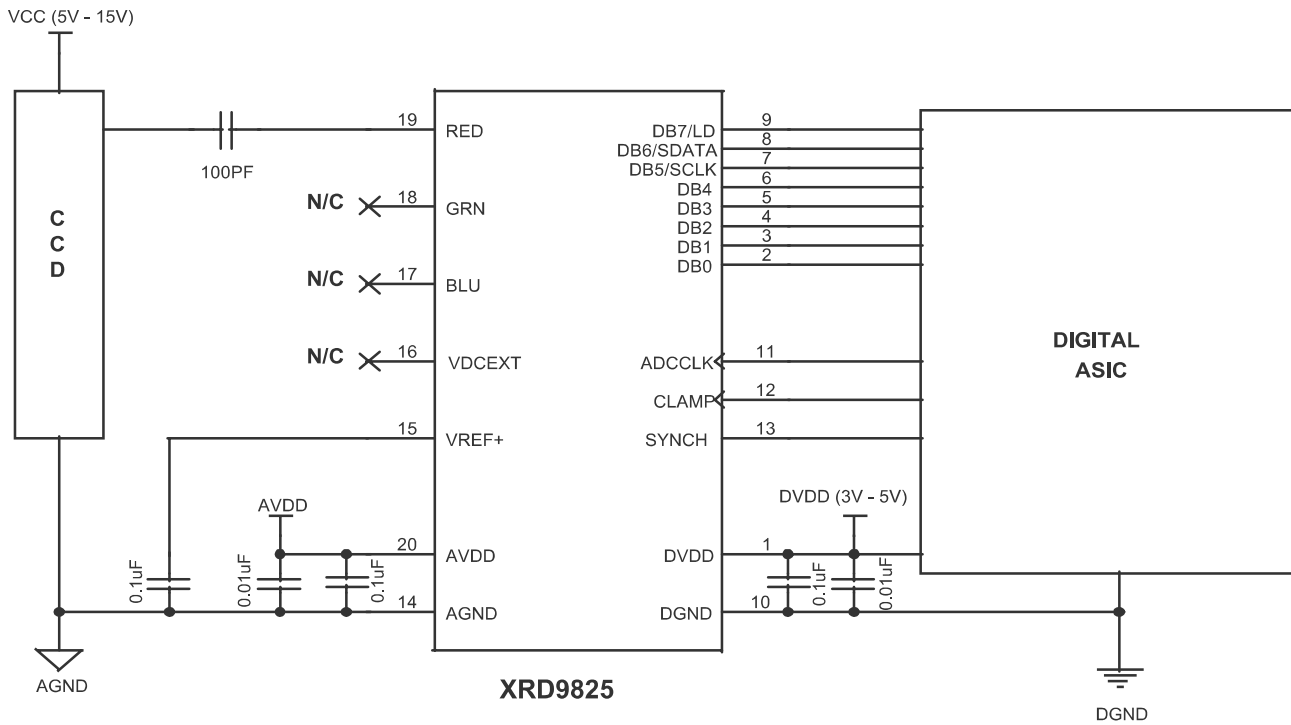 VCC (5V - 15V)
C
C
D
100PF
19
RED
N/C
18
GRN
N/C
17
BLU
N/C
16
VDCEXT
15
VREF+
AVDD
20
AVDD
0.1uF
0.01uF
0.1uF
14
AGND
AGND
DB7/LD
9
DB6/SDATA
8
DB5/SCLK
7
DB4
6
DB3
5
DB2
4
DB1
3
DB0
2
ADCCLK
11
CLAMP
12
SYNCH
13
DVDD (3V - 5V)
DVDD
1
0.1uF
0.01uF
DGND
10
DIGITAL
ASIC
DGND
XRD9825